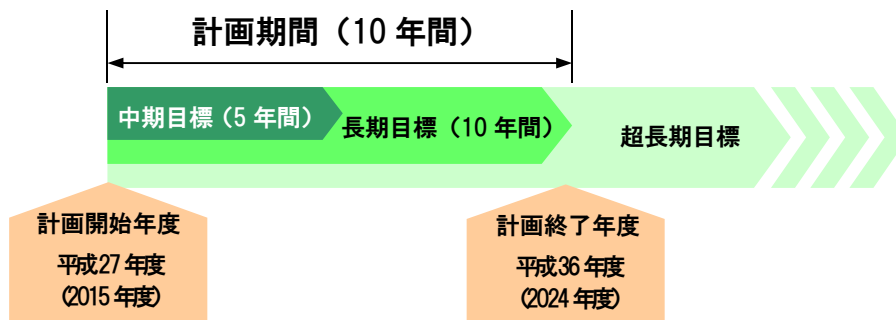 計画期間（10 年間）
中期目標（5 年間）
長期目標（10 年間）
超長期目標
計画開始年度
平成27 年度
(2015 年度)
計画終了年度
平成36 年度
(2024 年度)